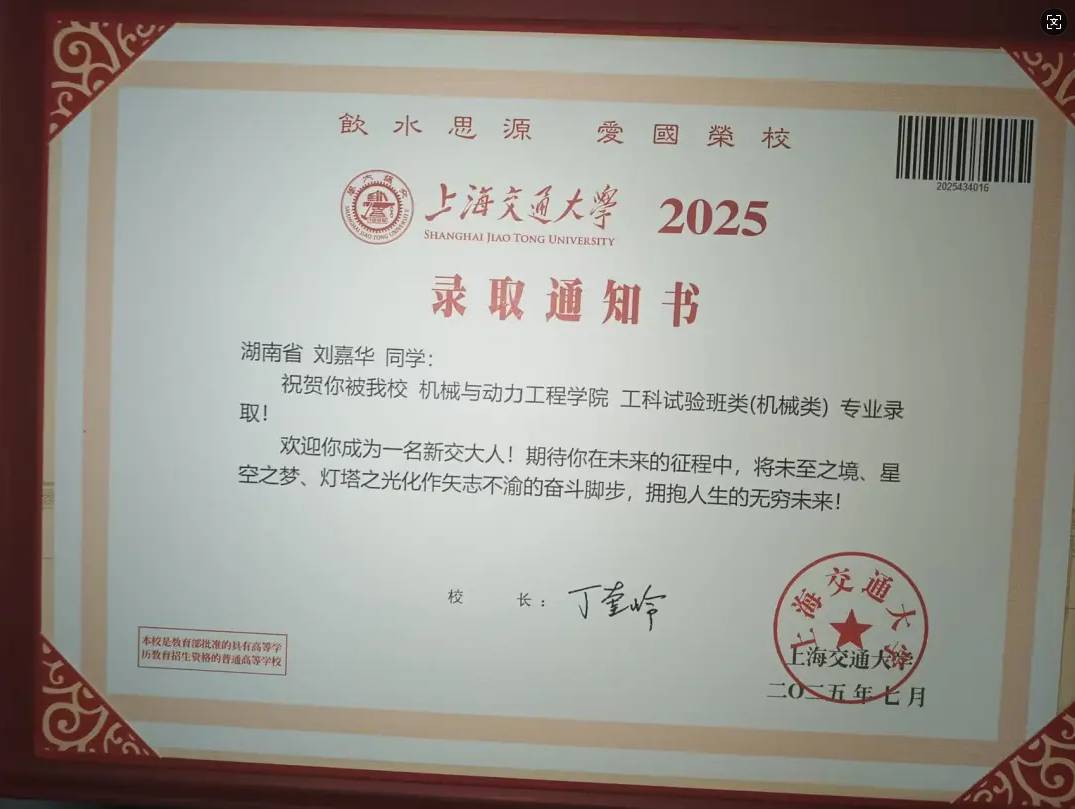 飲水思源 愛國榮校
2025434016
上海交通大學 2025
SHANGHAI JIAO TONG UNIVERSITY
录取通知书
湖南省 刘嘉华 同学：
祝贺你被我校 机械与动力工程学院 工科试验班类(机械类) 专业录
取！
欢迎你成为一名新交大人！期待你在未来的征程中，将未至之境、星
空之梦、灯塔之光化作矢志不渝的奋斗脚步，拥抱人生的无穷未来！
校 长：丁奎岭
本校是教育部批准的具有高等学
历教育招生资格的普通高等学校
上海交通大学
上海交通大学
二〇二五年七月